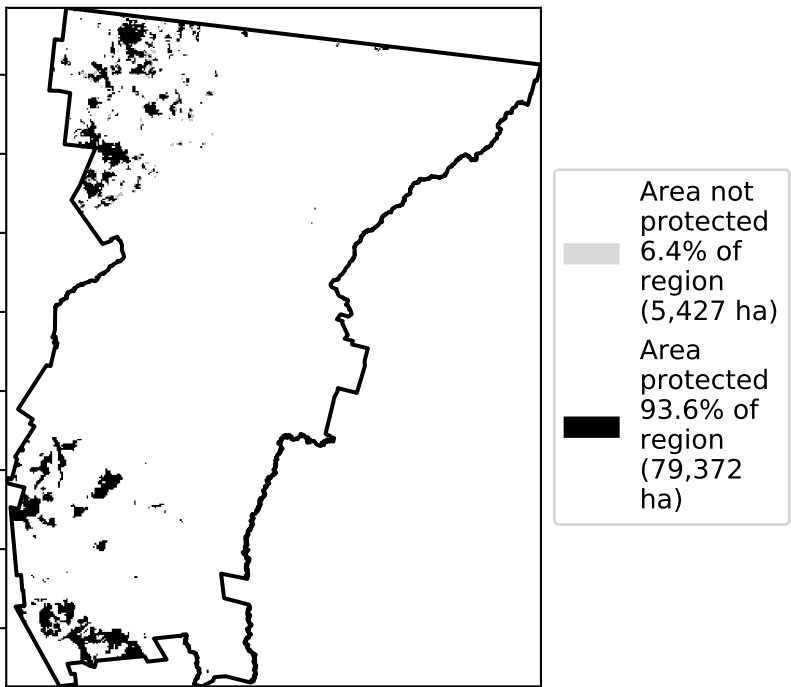 Area not
protected
6.4% of
region
(5,427 ha)
Area
protected
93.6% of
region
(79,372
ha)